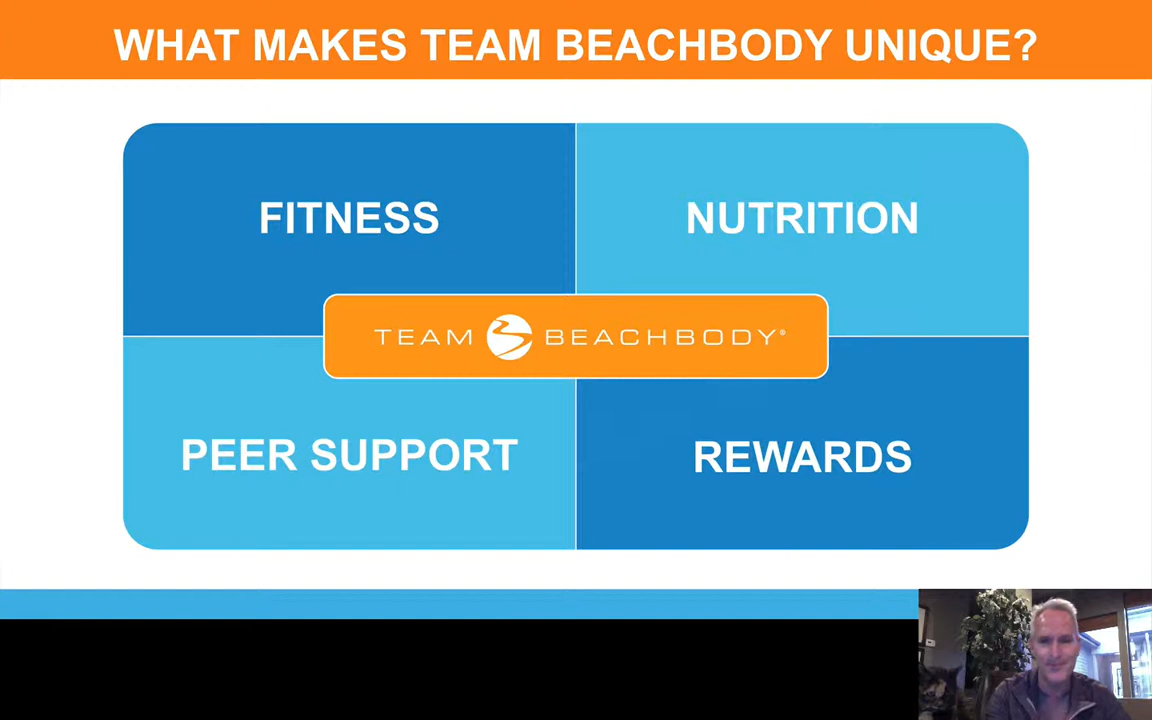 WHAT MAKES TEAM BEACHBODY UNIQUE?
FITNESS
NUTRITION
TEAM BEACHBODY®
PEER SUPPORT
REWARDS